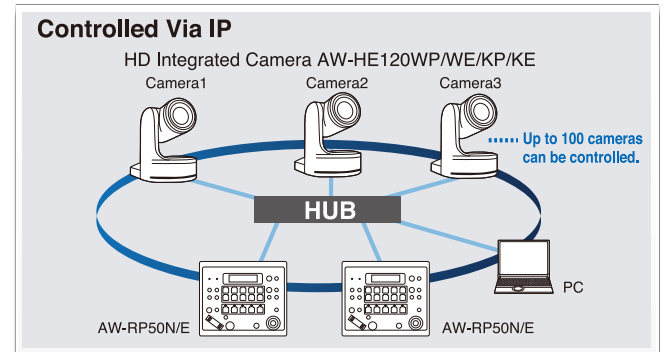 Controlled Via IP
HD Integrated Camera AW-HE120WP/WE/KP/KE
Camera1
Camera2
Camera3
Up to 100 cameras
can be controlled.
HUB
PC
AW-RP50N/E
AW-RP50N/E